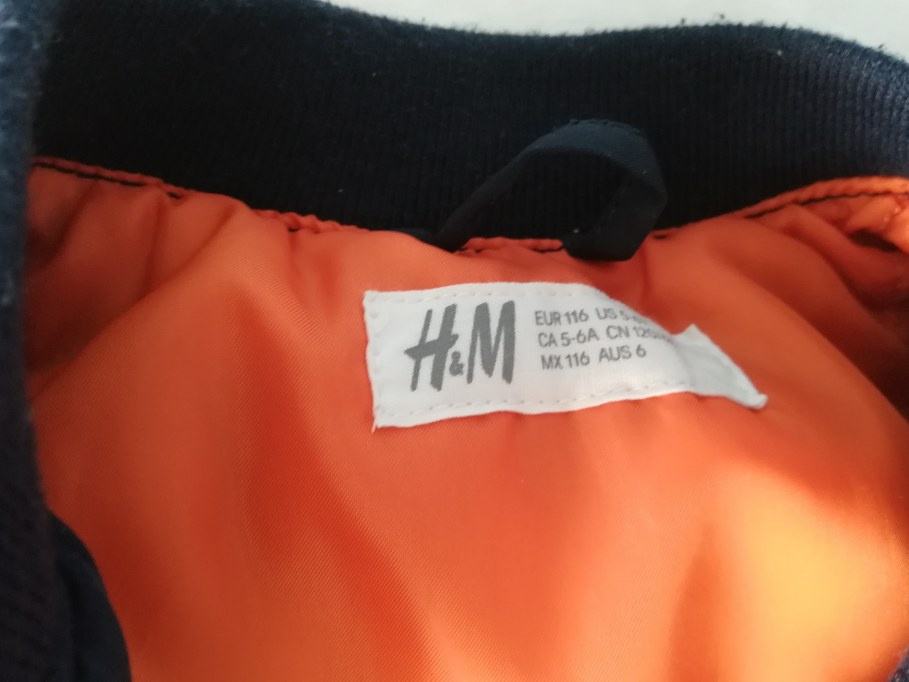 H&M
EUR 116 US
CA 5-6A CN
MX 116 AUS 6